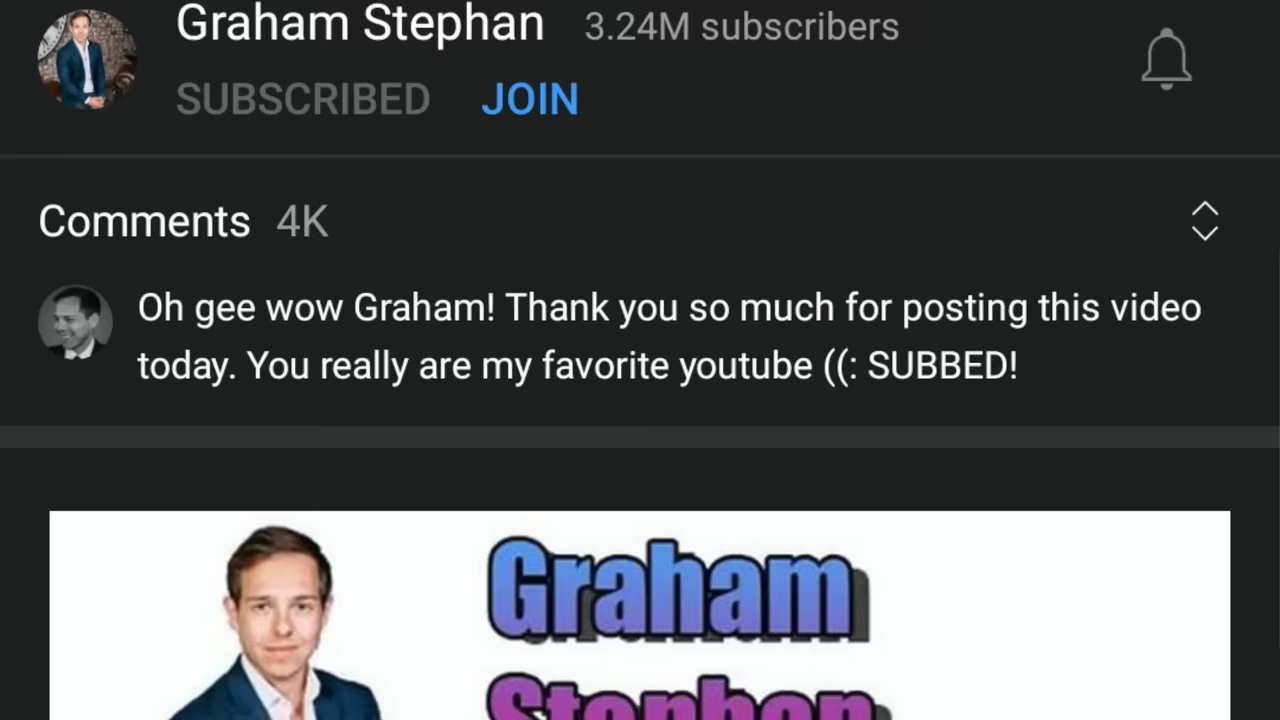 Graham Stephan 3.24M subscribers
SUBSCRIBED JOIN
Comments 4K
Oh gee wow Graham! Thank you so much for posting this video
today. You really are my favorite youtube ((: SUBBED!
Graham
Stephan